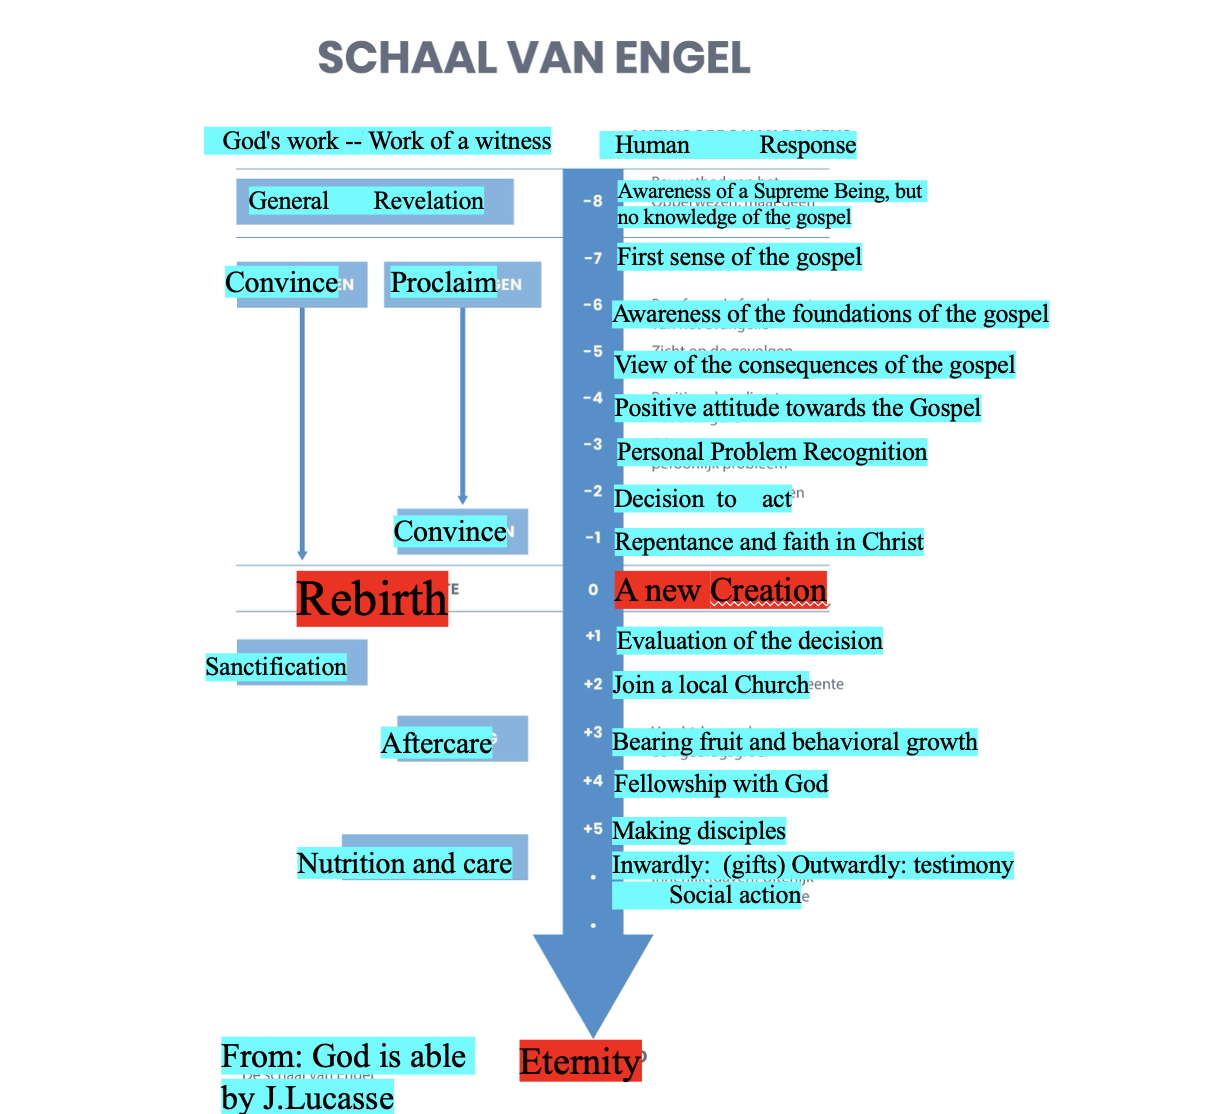 SCHAAL VAN ENGEL
God's work -- Work of a witness
Human Response
General Revelation
-8
Awareness of a Supreme Being, but
no knowledge of the gospel
-7
First sense of the gospel
Convince
Proclaim
-6
Awareness of the foundations of the gospel
-5
View of the consequences of the gospel
-4
Positive attitude towards the Gospel
-3
Personal Problem Recognition
-2
Decision to act
Convince
-1
Repentance and faith in Christ
Rebirth
0
A new Creation
+1
Evaluation of the decision
Sanctification
+2
Join a local Church
Aftercare
+3
Bearing fruit and behavioral growth
+4
Fellowship with God
+5
Making disciples
Nutrition and care
Inwardly: (gifts) Outwardly: testimony
Social action
From: God is able
by J.Lucasse
Eternity